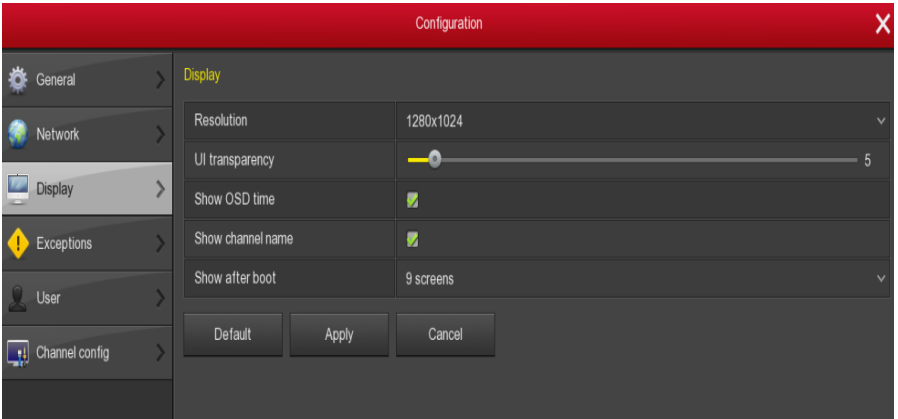 Configuration
General
Network
Display
Exceptions
User
Channel config
Display
Resolution 1280x1024
UI transparency 5
Show OSD time
Show channel name
Show after boot 9 screens
Default Apply Cancel